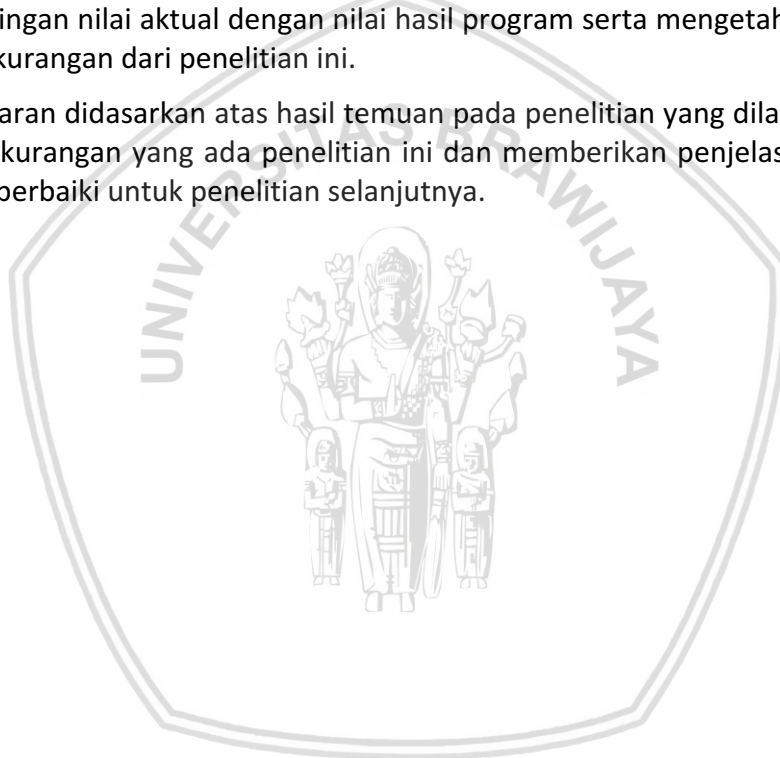 ingan nilai aktual dengan nilai hasil program serta mengetah
kurangan dari penelitian ini.
aran didasarkan atas hasil temuan pada penelitian yang dila
kurangan yang ada penelitian ini dan memberikan penjelas
perbaiki untuk penelitian selanjutnya.
UNIVERSITAS BRAWIJAYA